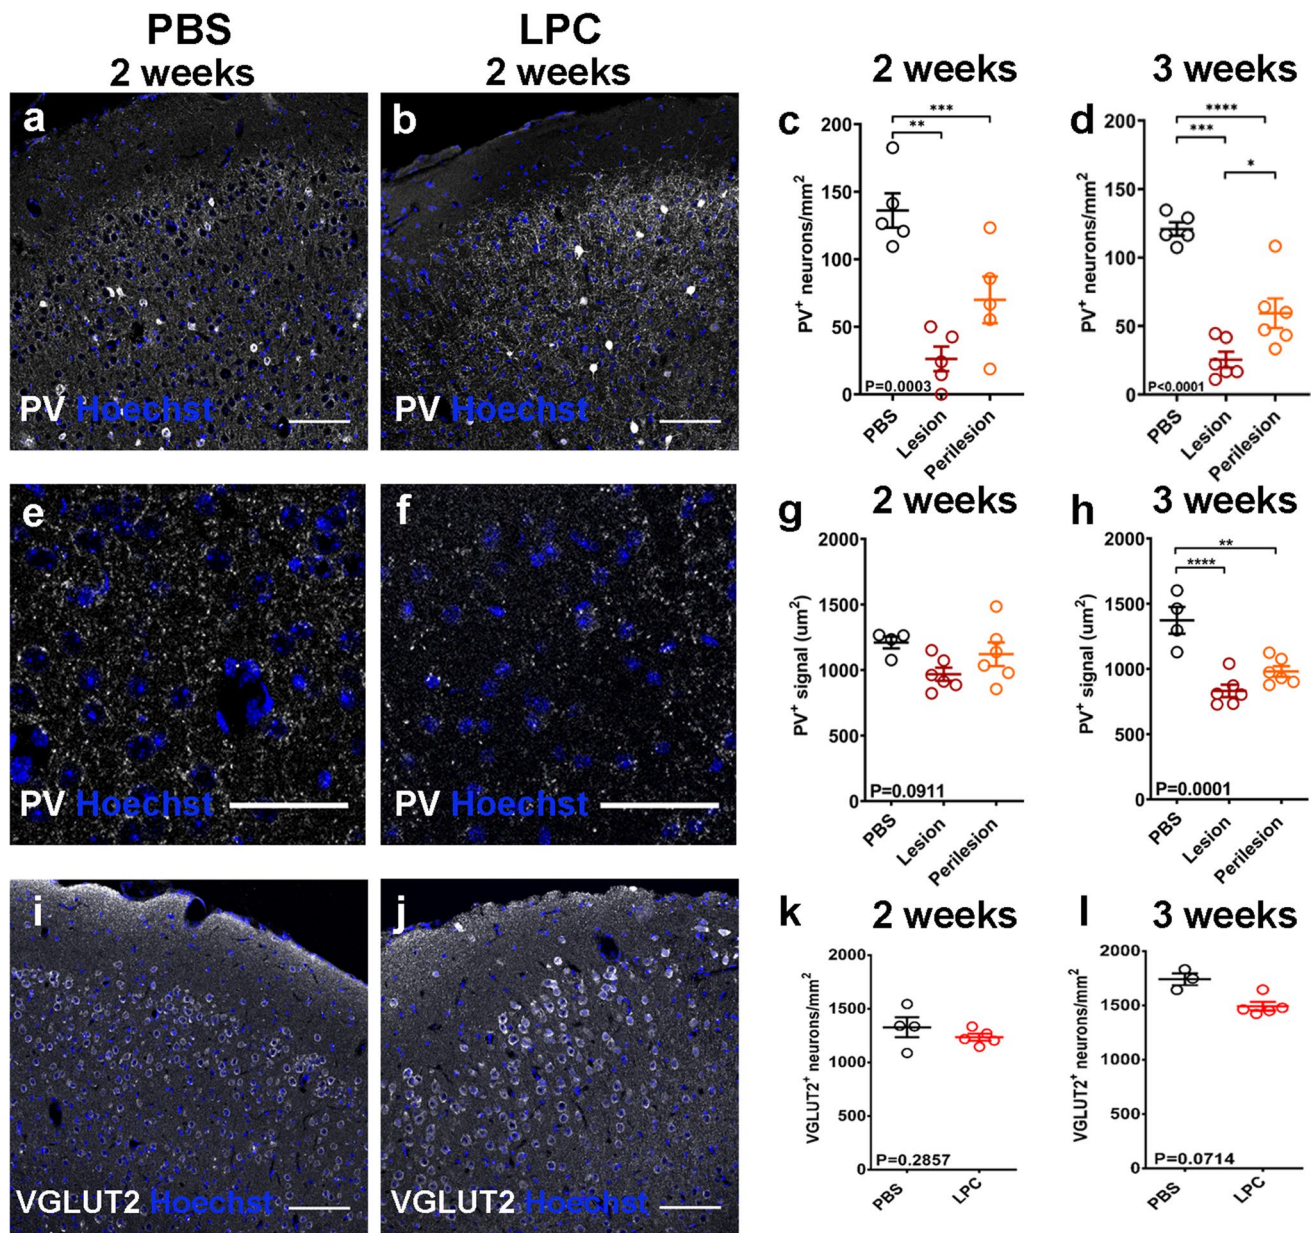 PBS
2 weeks
LPC
2 weeks
a
PV Hoechst
b
PV Hoechst
c
2 weeks
***
**
PV⁺ neurons/mm²
200
150
100
50
0
P=0.0003
PBS
Lesion
Perilesion
d
3 weeks
****
***
*
PV⁺ neurons/mm²
200
150
100
50
0
P<0.0001
PBS
Lesion
Perilesion
e
PV Hoechst
f
PV Hoechst
g
2 weeks
PV⁺ signal (um²)
2000
1500
1000
500
0
P=0.0911
PBS
Lesion
Perilesion
h
3 weeks
**
****
PV⁺ signal (um²)
2000
1500
1000
500
0
P=0.0001
PBS
Lesion
Perilesion
i
VGLUT2 Hoechst
j
VGLUT2 Hoechst
k
2 weeks
VGLUT2⁺ neurons/mm²
2000
1500
1000
500
0
P=0.2857
PBS
LPC
l
3 weeks
VGLUT2⁺ neurons/mm²
2000
1500
1000
500
0
P=0.0714
PBS
LPC